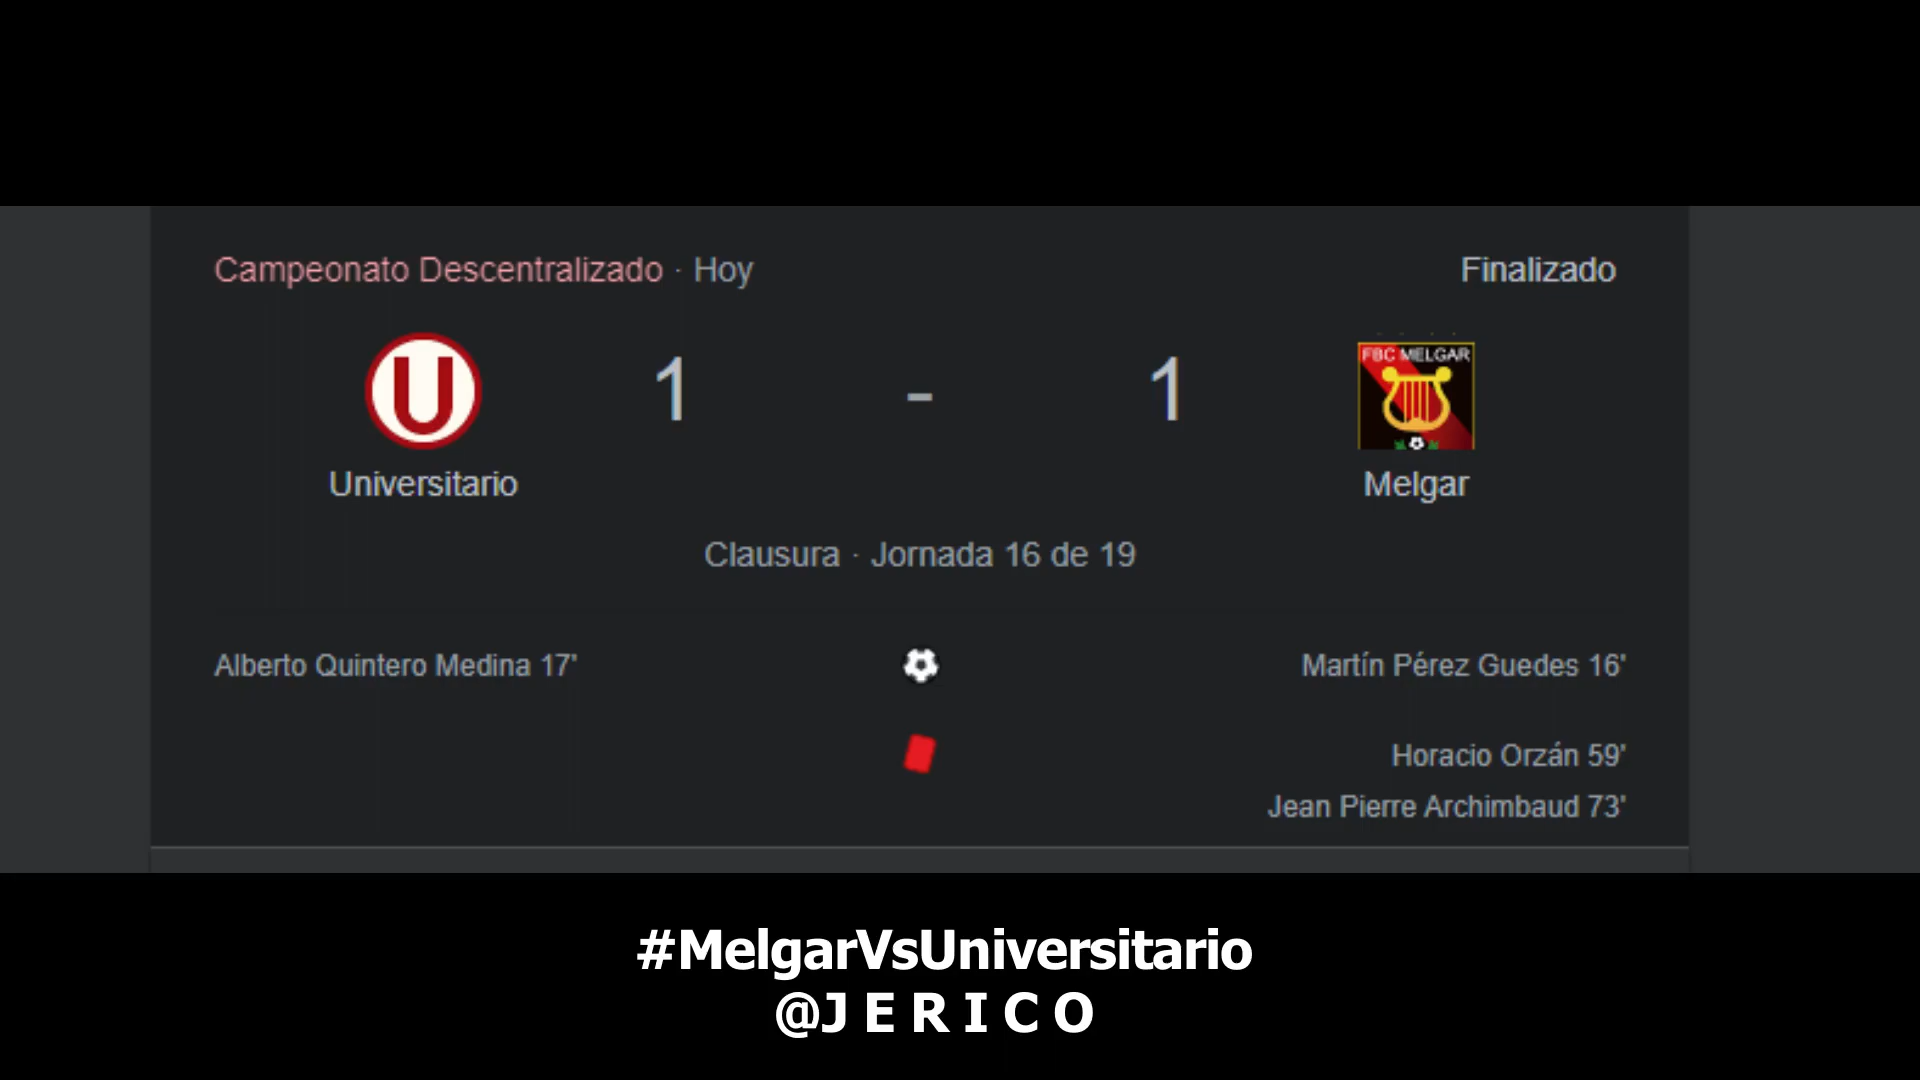 Campeonato Descentralizado · Hoy
Finalizado
1 - 1
U
FBC MELGAR
Universitario
Melgar
Clausura · Jornada 16 de 19
Alberto Quintero Medina 17'
Martín Pérez Guedes 16'
Horacio Orzán 59'
Jean Pierre Archimbaud 73'
#MelgarVsUniversitario
@J E R I C O